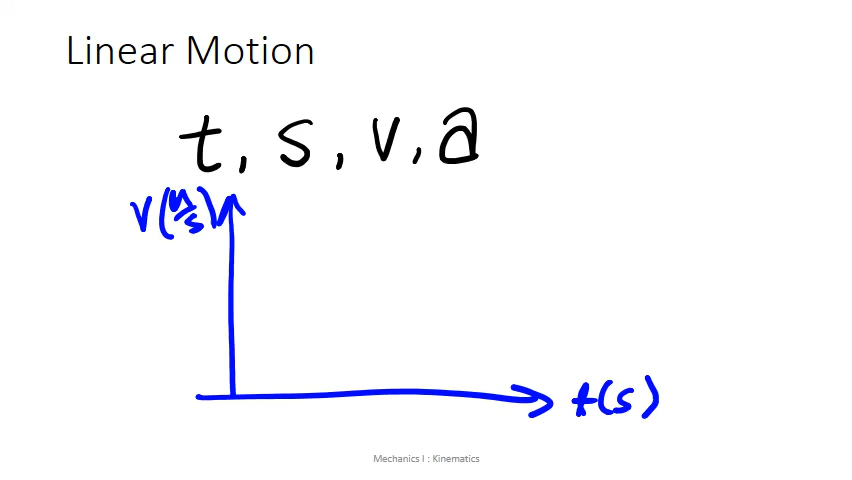 Linear Motion
t, s, v, a
v(m/s)
t(s)
Mechanics I : Kinematics